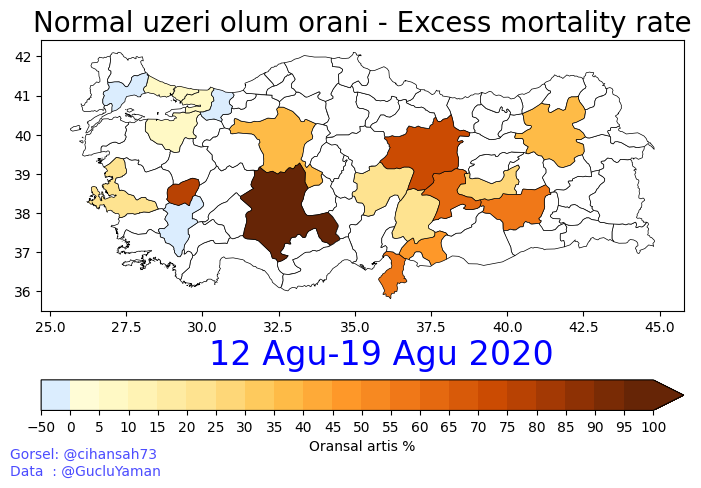 Normal uzeri olum orani - Excess mortality rate
42
41
40
39
38
37
36
25.0 27.5 30.0 32.5 35.0 37.5 40.0 42.5 45.0
12 Agu-19 Agu 2020
−50 0 5 10 15 20 25 30 35 40 45 50 55 60 65 70 75 80 85 90 95 100
Oransal artis %
Gorsel: @cihansah73
Data : @GucluYaman